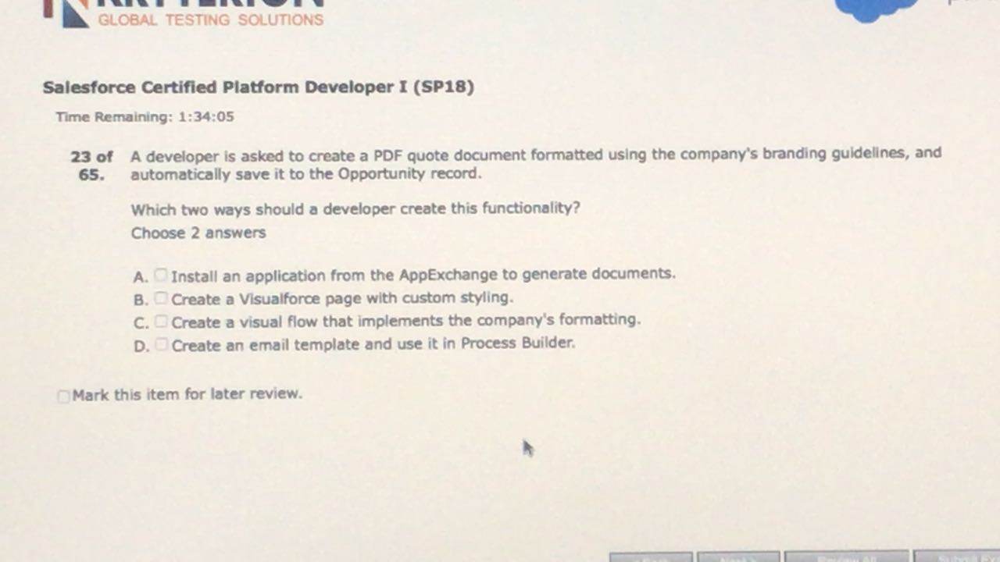 KRYTERION
GLOBAL TESTING SOLUTIONS
Salesforce Certified Platform Developer I (SP18)
Time Remaining: 1:34:05
23 of A developer is asked to create a PDF quote document formatted using the company's branding guidelines, and
65. automatically save it to the Opportunity record.
Which two ways should a developer create this functionality?
Choose 2 answers
A. Install an application from the AppExchange to generate documents.
B. Create a Visualforce page with custom styling.
C. Create a visual flow that implements the company's formatting.
D. Create an email template and use it in Process Builder.
Mark this item for later review.